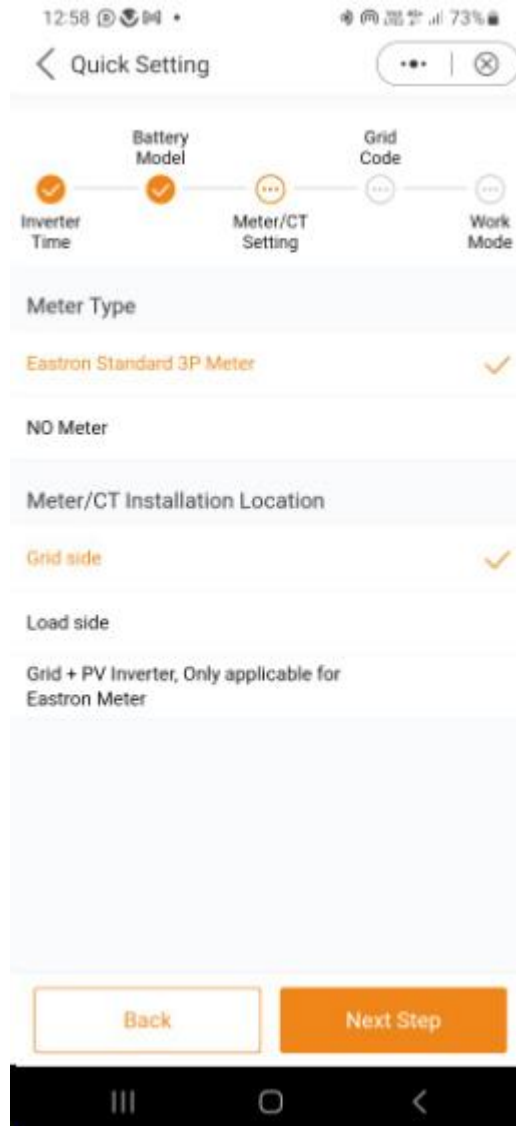 12:58
73%
Quick Setting
Battery
Model
Grid
Code
Inverter
Time
Meter/CT
Setting
Work
Mode
Meter Type
Eastron Standard 3P Meter
NO Meter
Meter/CT Installation Location
Grid side
Load side
Grid + PV Inverter, Only applicable for
Eastron Meter
Back
Next Step